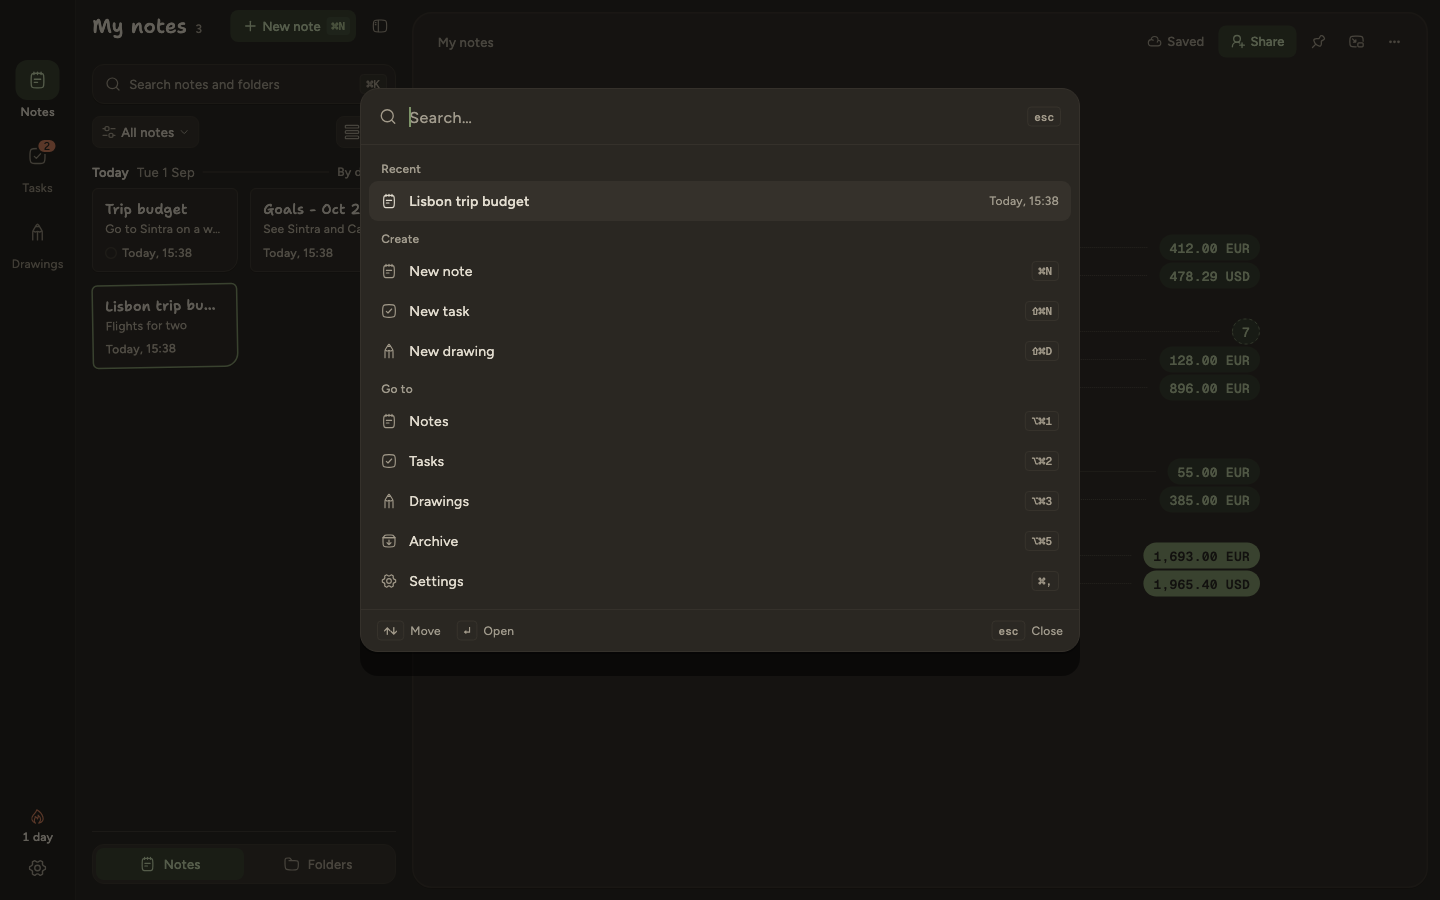 My notes 3
+ New note ⌘N
Notes
2
Tasks
Drawings
1 day
Search notes and folders ⌘K
All notes
Today Tue 1 Sep
Trip budget
Go to Sintra on a w...
Today, 15:38
Goals - Oct 2
Today, 15:38
Lisbon trip bu...
Flights for two
Today, 15:38
Notes
Folders
My notes
Saved
Share
412.00 EUR
478.29 USD
7
128.00 EUR
896.00 EUR
55.00 EUR
385.00 EUR
1,693.00 EUR
1,965.40 USD
Search...
esc
Recent
Lisbon trip budget Today, 15:38
Create
New note ⌘N
New task ⇧⌘N
New drawing ⇧⌘D
Go to
Notes ⌥⌘1
Tasks ⌥⌘2
Drawings ⌥⌘3
Archive ⌥⌘5
Settings ⌘,
Move
Open
esc Close